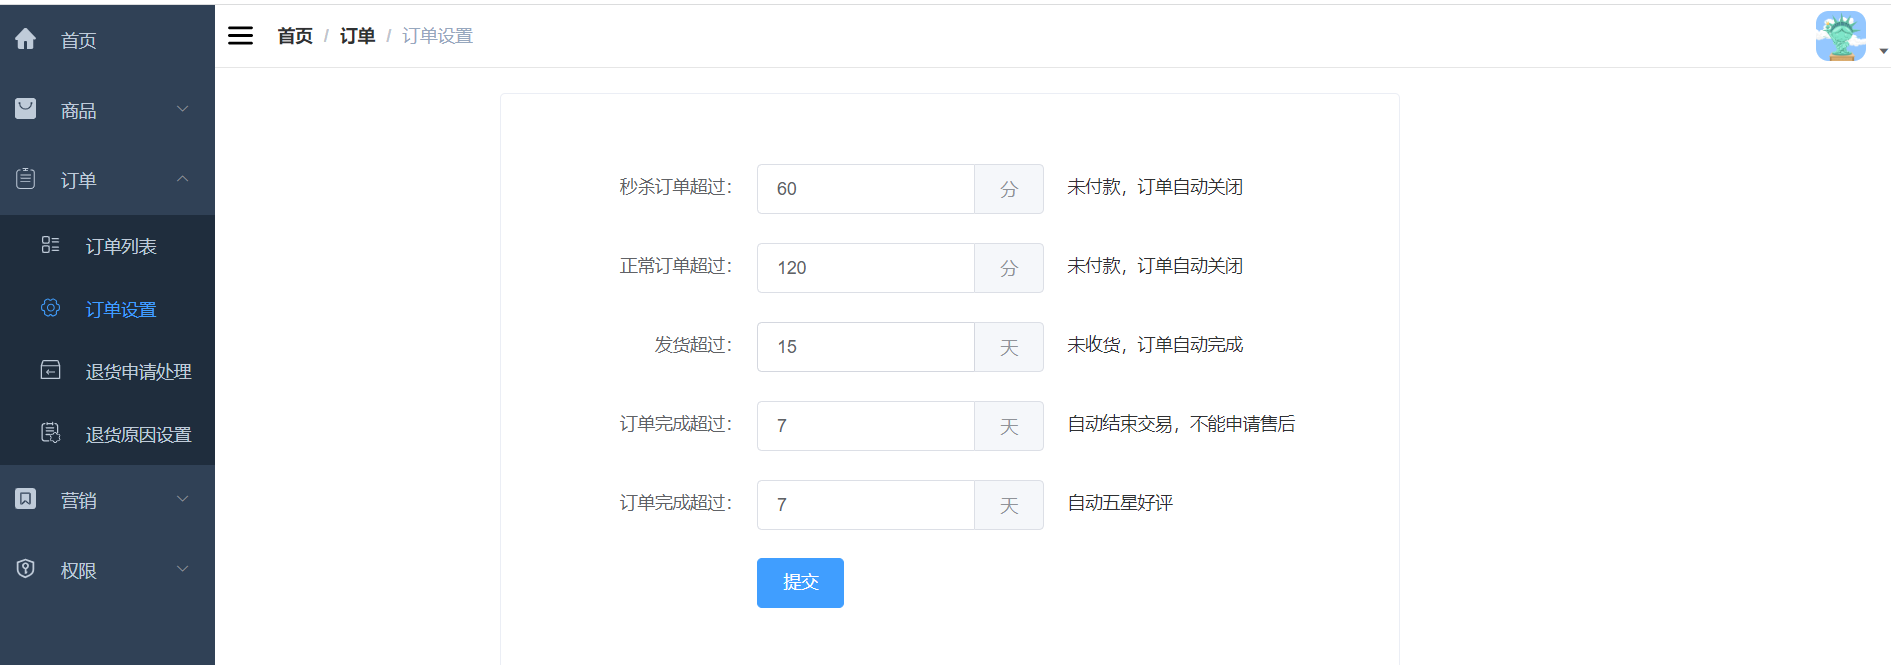 首页
商品
订单
订单列表
订单设置
退货申请处理
退货原因设置
营销
权限
首页 / 订单 / 订单设置
秒杀订单超过： 60 分 未付款，订单自动关闭
正常订单超过： 120 分 未付款，订单自动关闭
发货超过： 15 天 未收货，订单自动完成
订单完成超过： 7 天 自动结束交易，不能申请售后
订单完成超过： 7 天 自动五星好评
提交